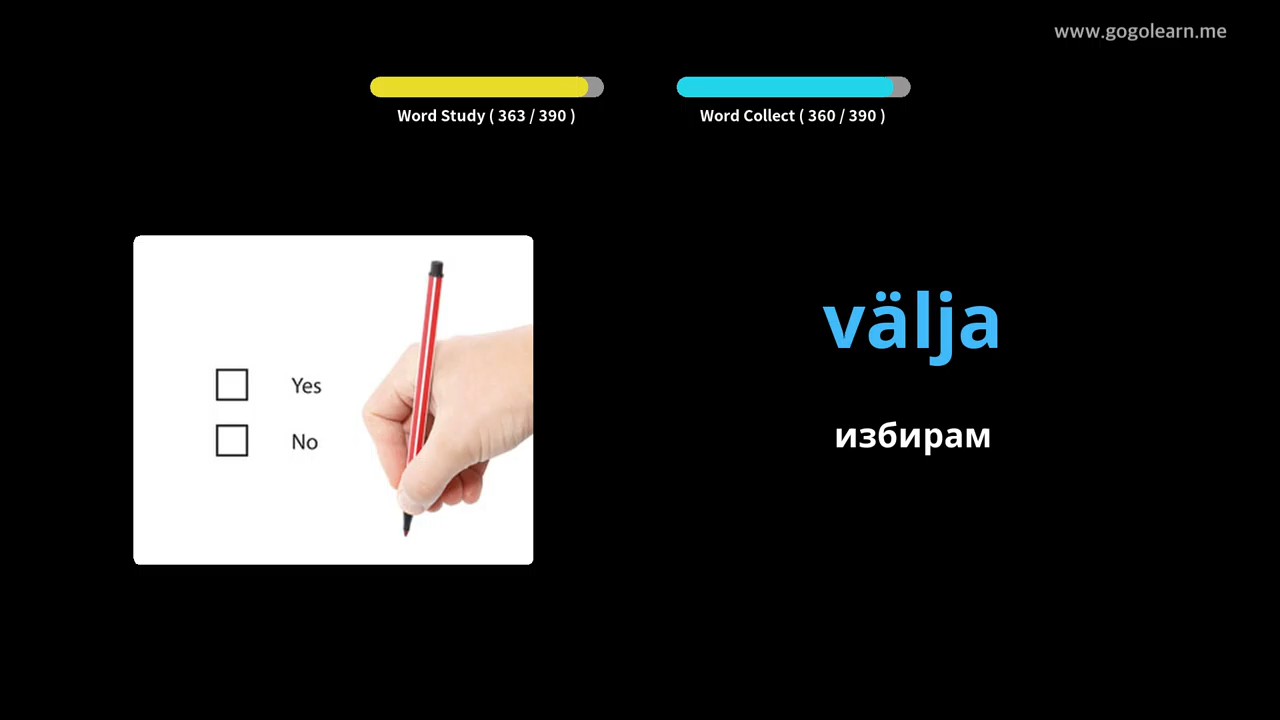 www.gogolearn.me
Word Study ( 363 / 390 )
Word Collect ( 360 / 390 )
Yes
No
välja
избирам